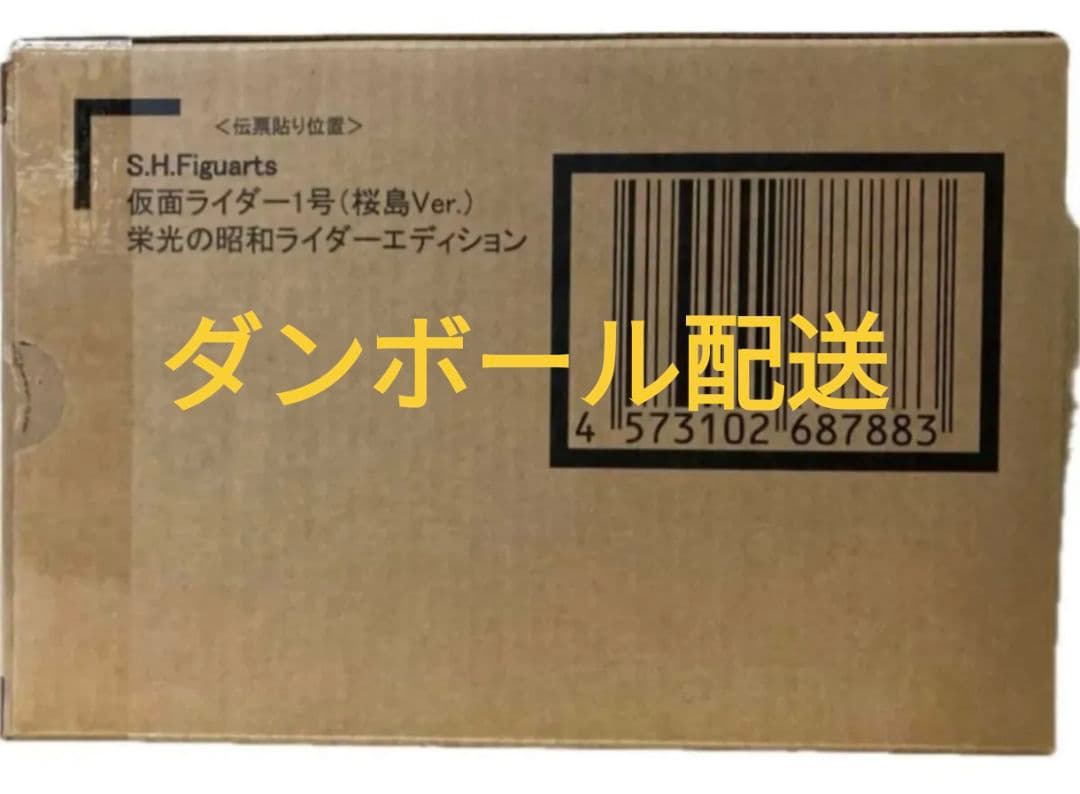 ＜伝票貼り位置＞
S.H.Figuarts
仮面ライダー1号（桜島Ver.）
栄光の昭和ライダーエディション
ダンボール配送
4 573102 687883